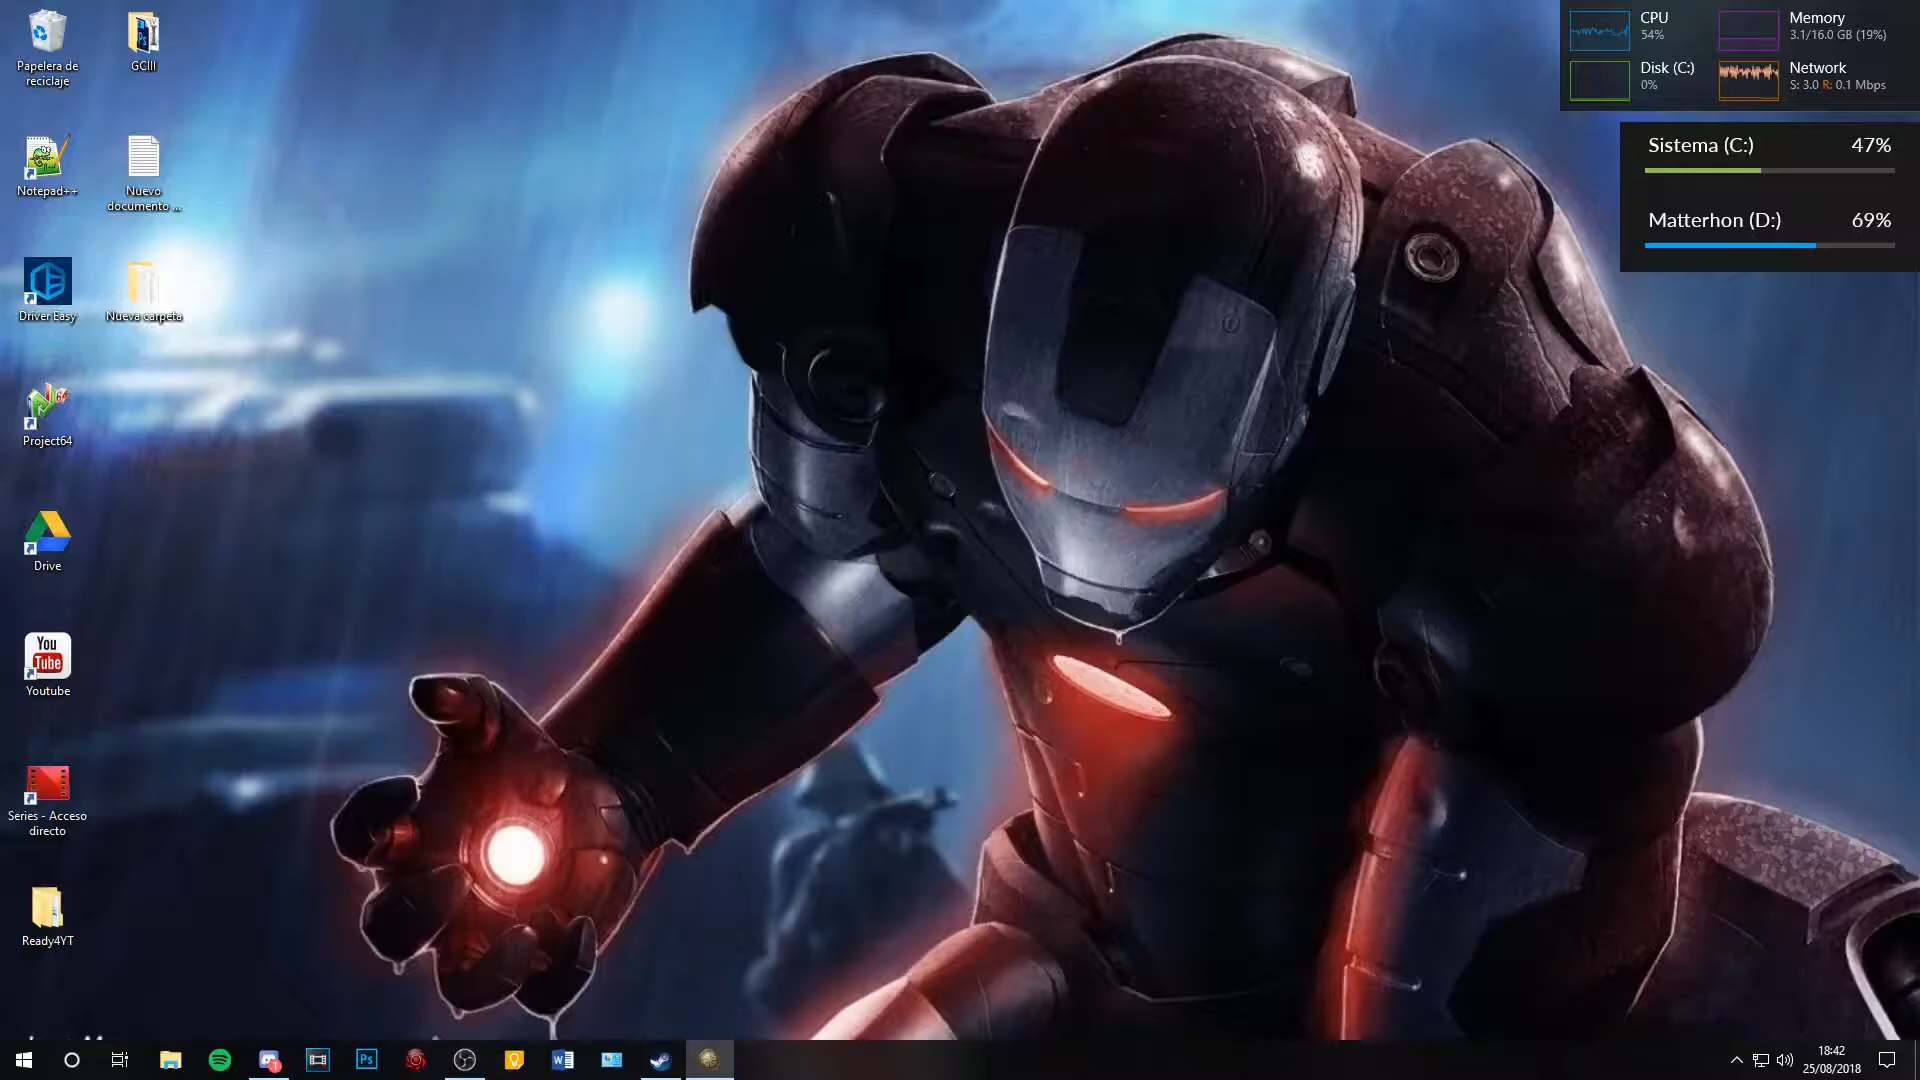 Papelera de
reciclaje
GCIII
Notepad++
Nuevo
documento ...
Driver Easy
Nueva carpeta
64
Project64
Drive
You
Tube
Youtube
Series - Acceso
directo
Ready4YT
CPU
54%
Memory
3.1/16.0 GB (19%)
Disk (C:)
0%
Network
S: 3.0 R: 0.1 Mbps
Sistema (C:)
47%
Matterhon (D:)
69%
1
Ps
W
18:42
25/08/2018